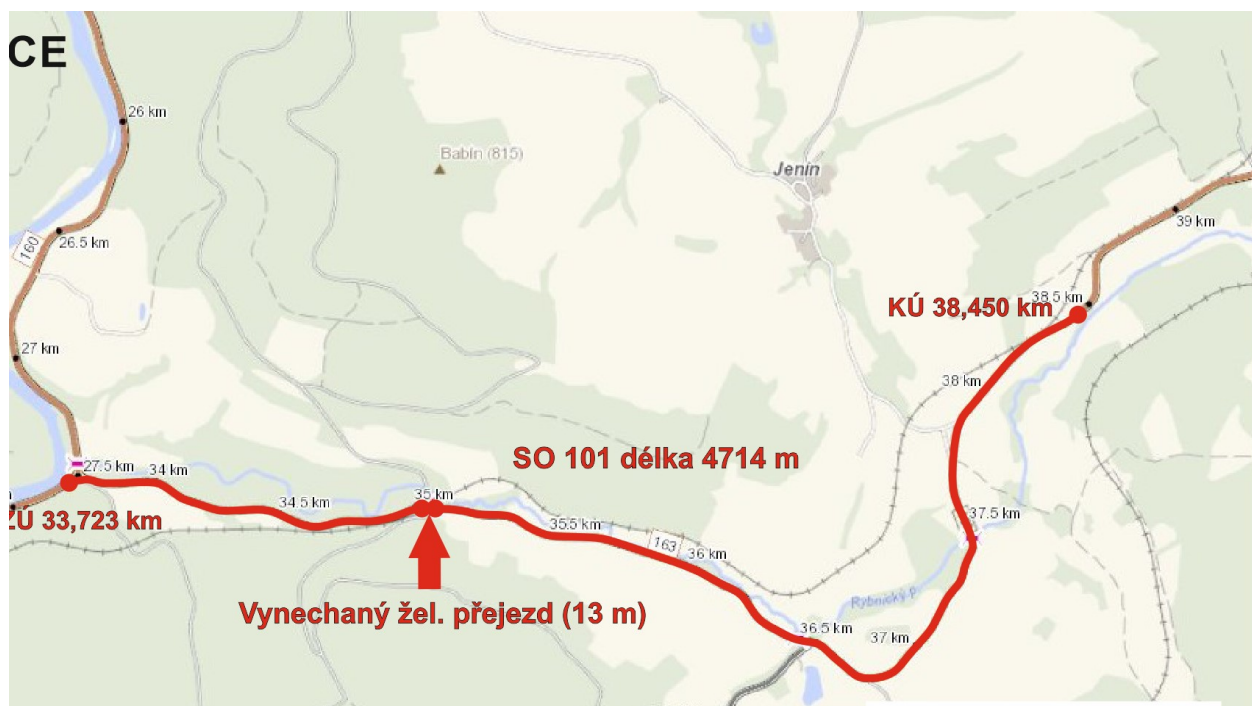 CE
26 km
Babín (815)
Jenín
160
26.5 km
39 km
38.5 km
KÚ 38,450 km
27 km
38 km
SO 101 délka 4714 m
27.5 km
34 km
34.5 km
35 km
37.5 km
ZÚ 33,723 km
35.5 km
163
36 km
Rybnický P.
Vynechaný žel. přejezd (13 m)
36.5 km
37 km